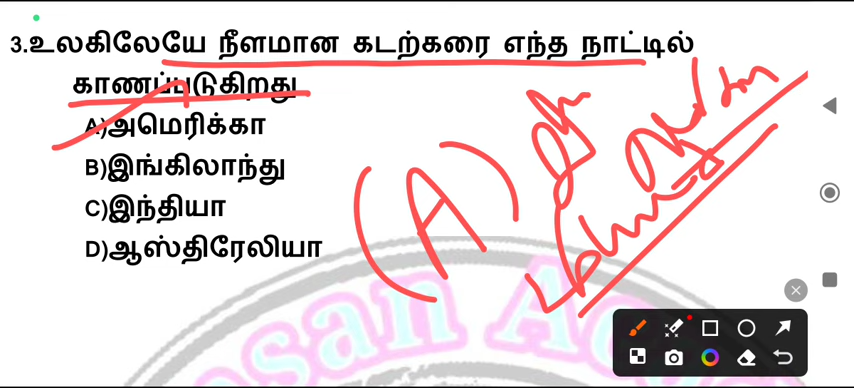 3.உலகிலேயே நீளமான கடற்கரை எந்த நாட்டில்
காணப்படுகிறது
A)அமெரிக்கா
B)இங்கிலாந்து
C)இந்தியா
D)ஆஸ்திரேலியா
(A)